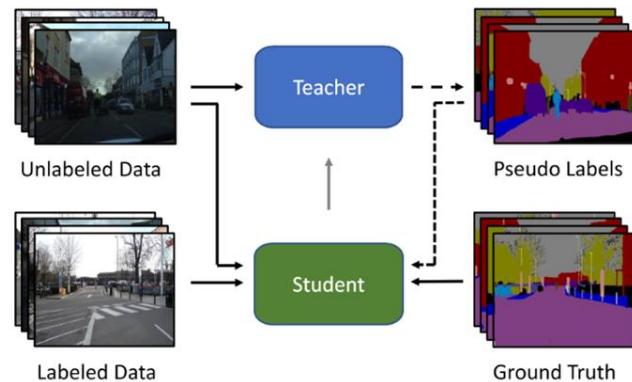 Teacher
Unlabeled Data
Pseudo Labels
Student
Labeled Data
Ground Truth